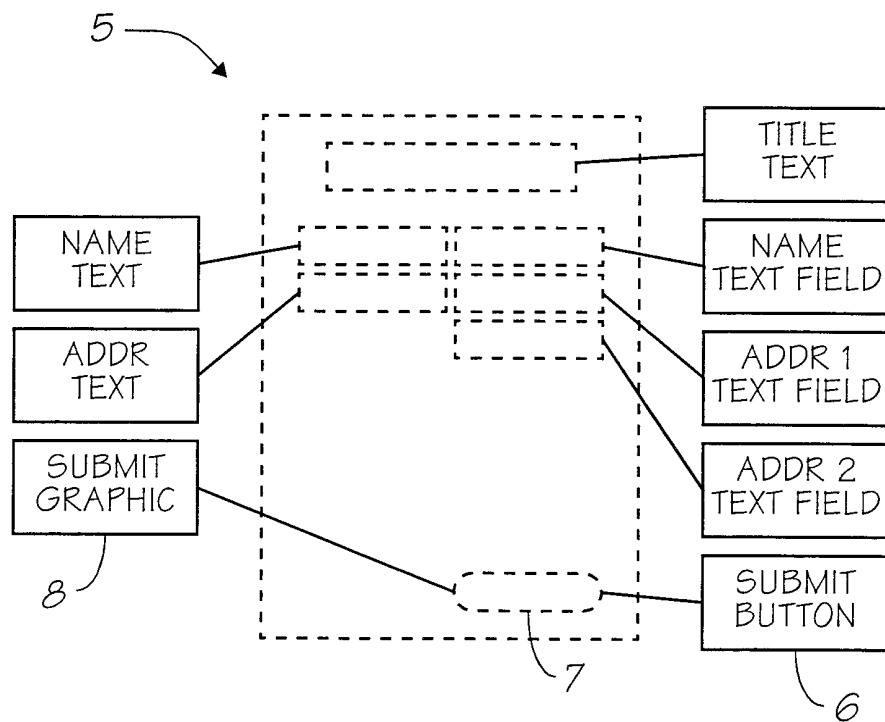 5
TITLE
TEXT
NAME
TEXT
NAME
TEXT FIELD
ADDR
TEXT
ADDR 1
TEXT FIELD
SUBMIT
GRAPHIC
ADDR 2
TEXT FIELD
8
SUBMIT
BUTTON
7
6